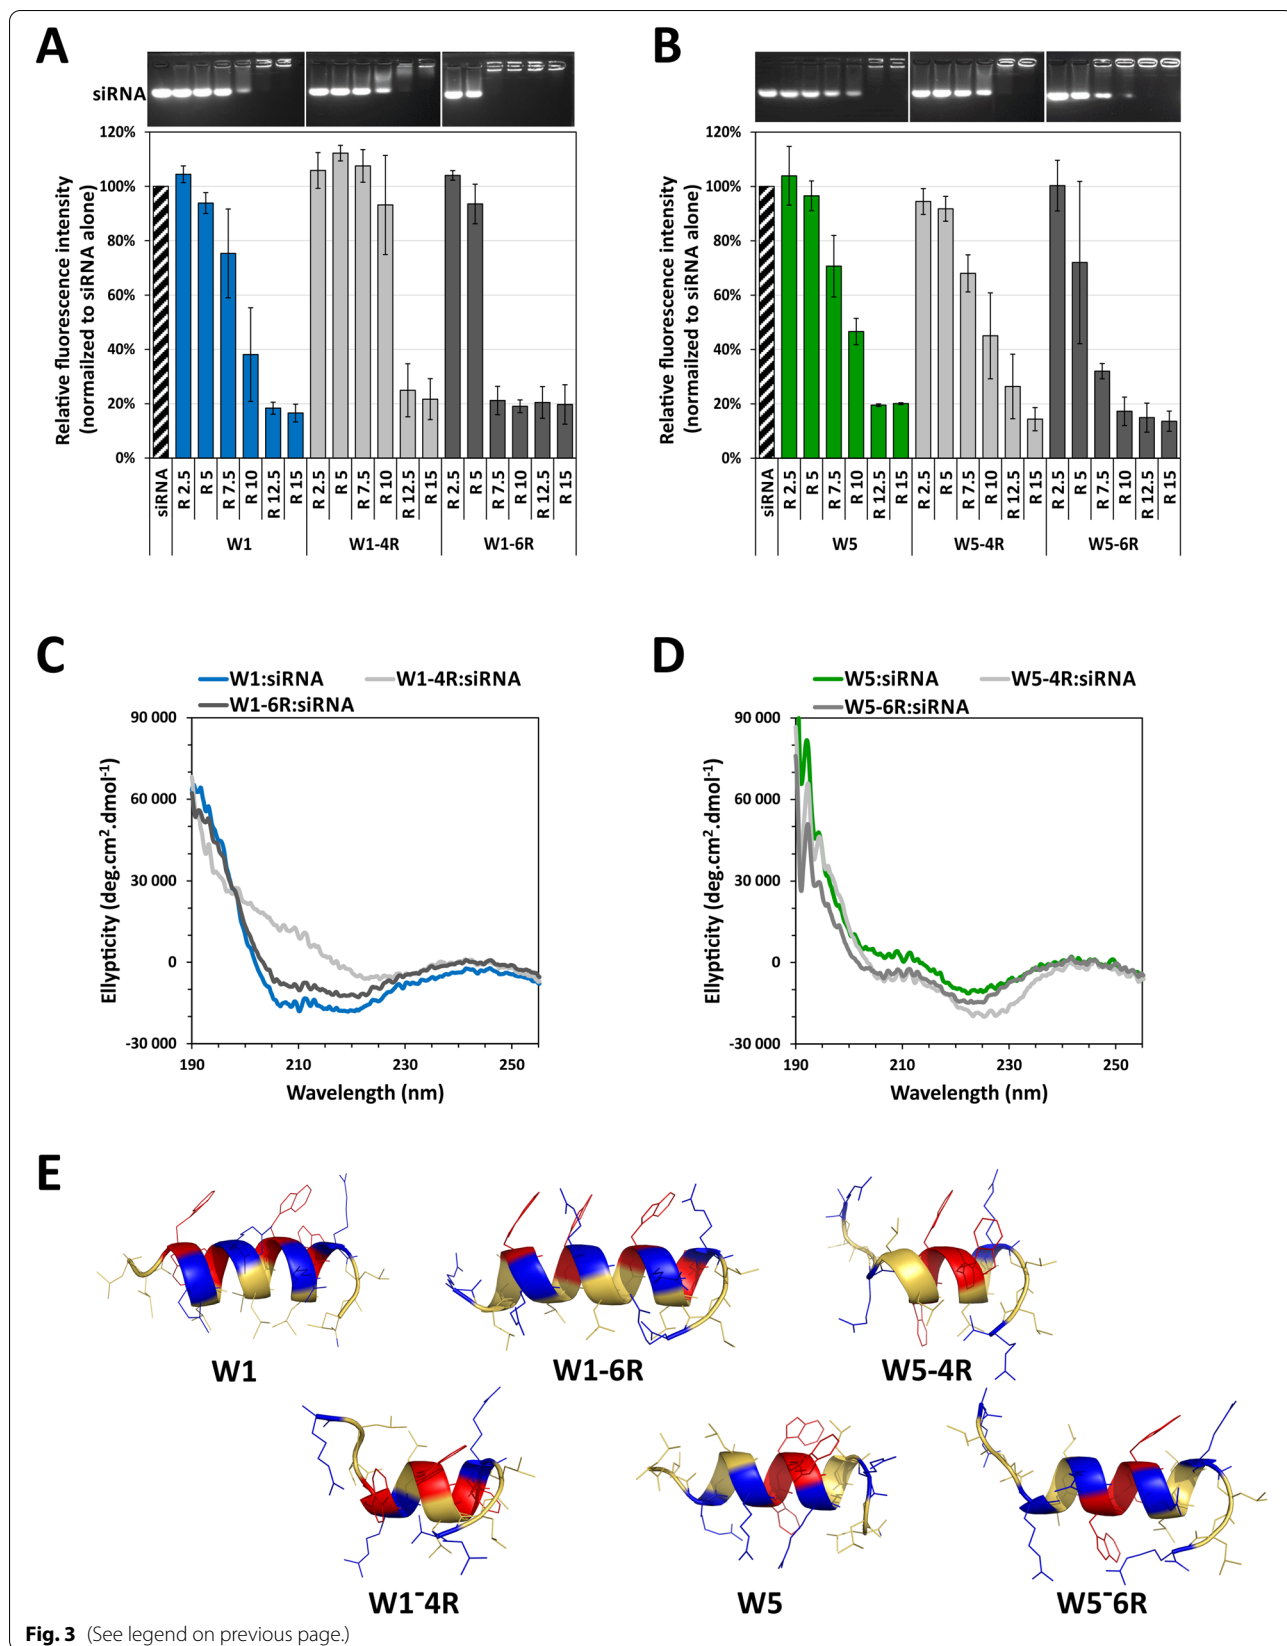 A
siRNA
Relative fluorescence intensity
(normailzed to siRNA alone)
120%
100%
80%
60%
40%
20%
0%
siRNA
R 2.5
R 5
R 7.5
R 10
R 12.5
R 15
R 2.5
R 5
R 7.5
R 10
R 12.5
R 15
R 2.5
R 5
R 7.5
R 10
R 12.5
R 15
W1
W1-4R
W1-6R
B
Relative fluorescence intensity
(normailzed to siRNA alone)
120%
100%
80%
60%
40%
20%
0%
siRNA
R 2.5
R 5
R 7.5
R 10
R 12.5
R 15
R 2.5
R 5
R 7.5
R 10
R 12.5
R 15
R 2.5
R 5
R 7.5
R 10
R 12.5
R 15
W5
W5-4R
W5-6R
C
W1:siRNA W1-4R:siRNA
W1-6R:siRNA
Ellypticity (deg.cm².dmol⁻¹)
90 000
60 000
30 000
0
-30 000
190 210 230 250
Wavelength (nm)
D
W5:siRNA W5-4R:siRNA
W5-6R:siRNA
Ellypticity (deg.cm².dmol⁻¹)
90 000
60 000
30 000
0
-30 000
190 210 230 250
Wavelength (nm)
E
W1 W1-6R W5-4R
W1-4R W5 W5-6R
Fig. 3 (See legend on previous page.)